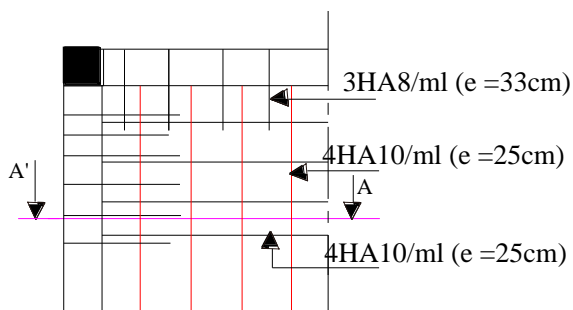 3HA8/ml (e =33cm)
4HA10/ml (e =25cm)
A'
A
4HA10/ml (e =25cm)